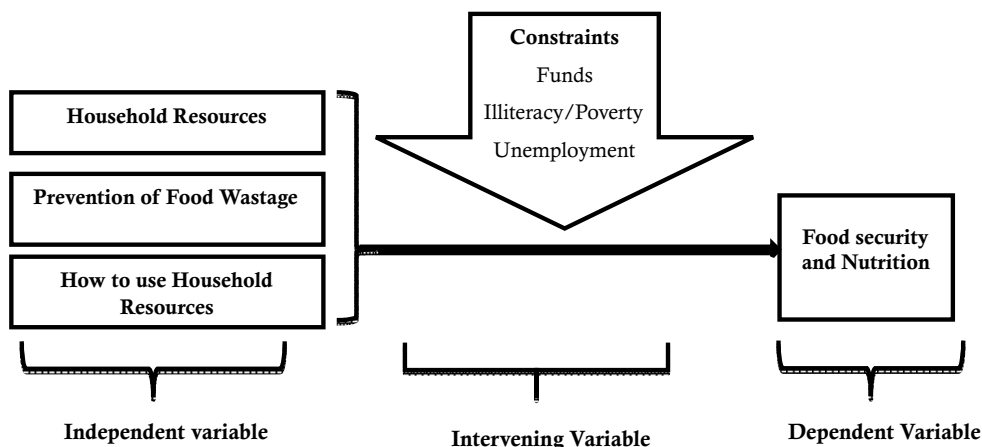 Constraints
Funds
Illiteracy/Poverty
Unemployment
Household Resources
Prevention of Food Wastage
How to use Household
Resources
Food security
and Nutrition
Independent variable
Intervening Variable
Dependent Variable